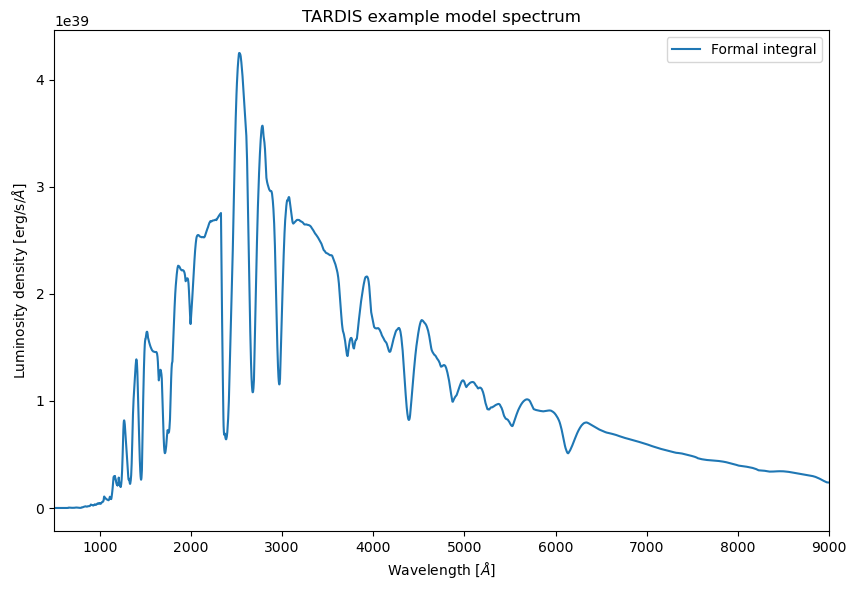 TARDIS example model spectrum
1e39
Formal integral
Luminosity density [erg/s/Å]
4
3
2
1
0
1000 2000 3000 4000 5000 6000 7000 8000 9000
Wavelength [Å]